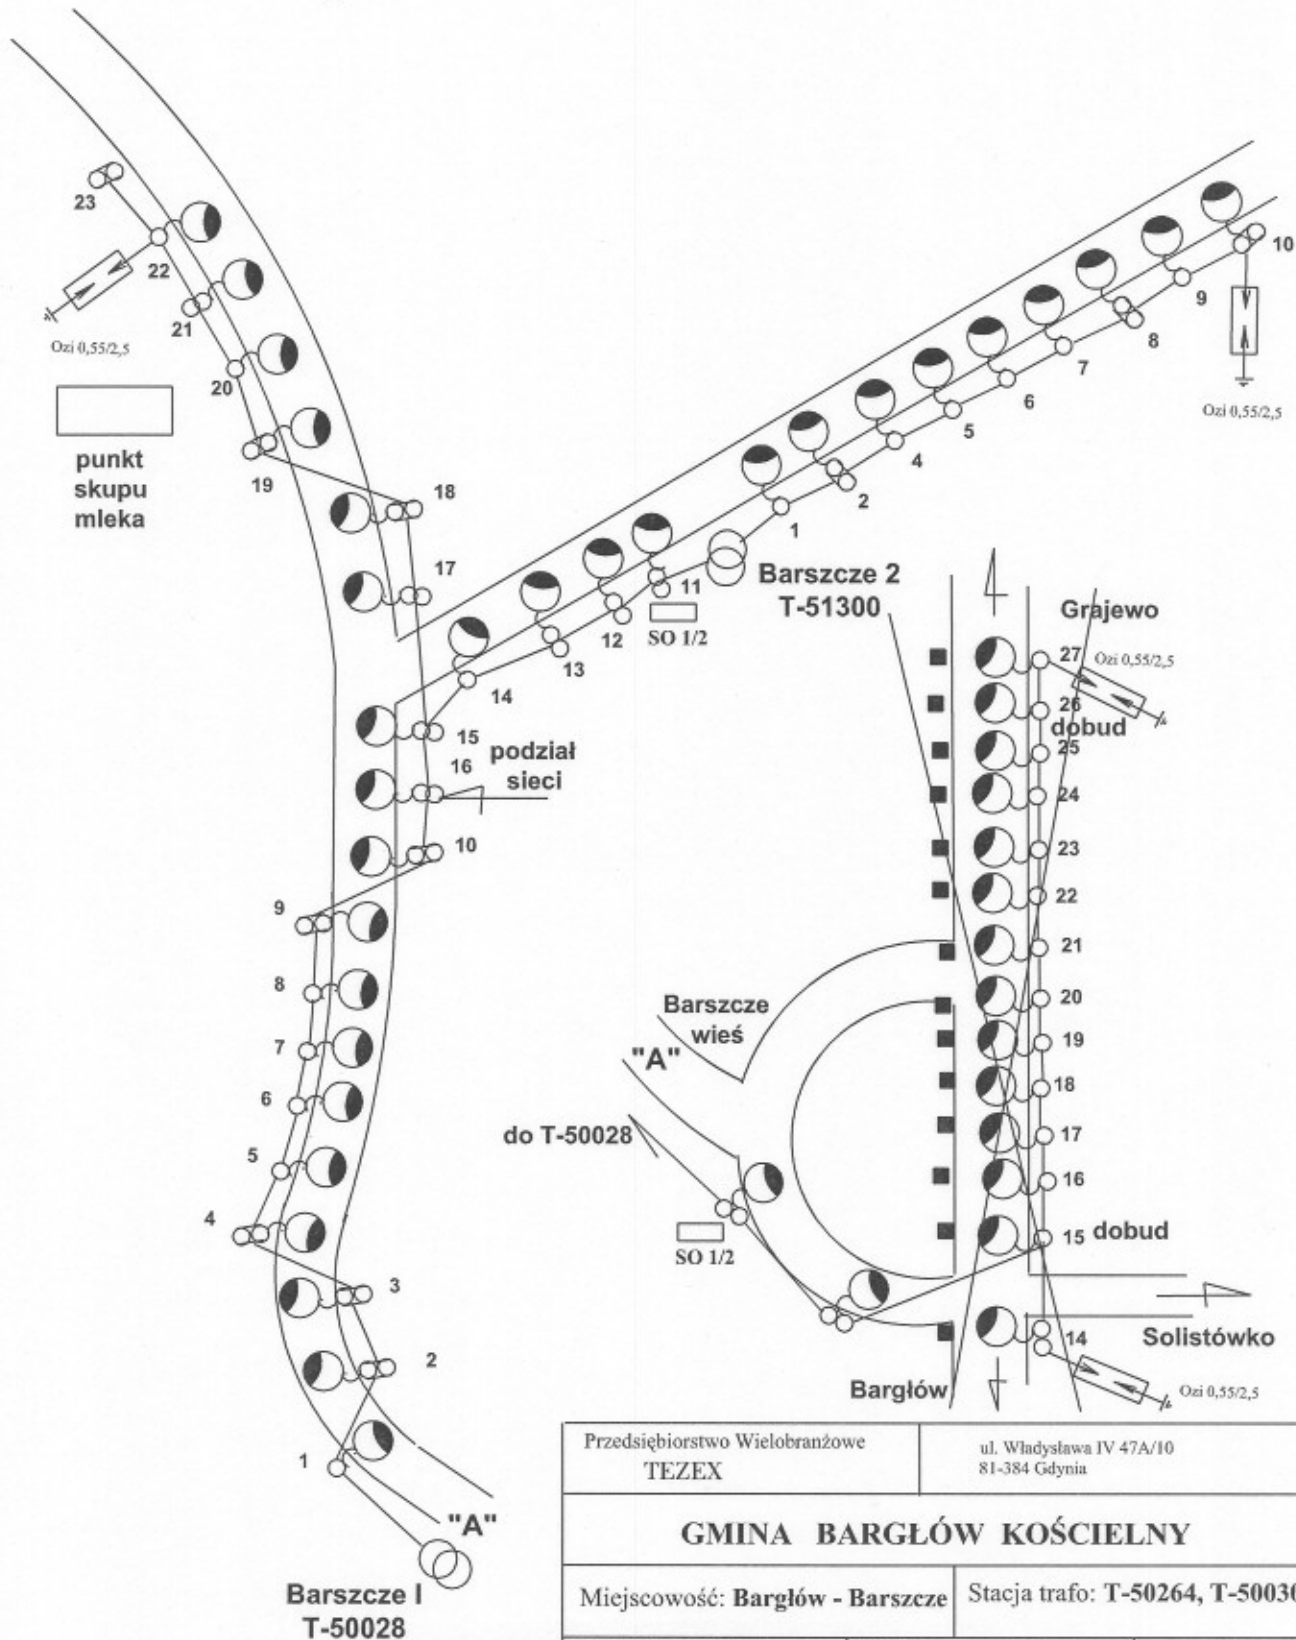 23
22
21
Ozi 0,55/2,5
20
punkt
skupu
mleka
19
18
17
10
9
8
7
6
5
4
2
1
Ozi 0,55/2,5
Barszcze 2
T-51300
11
SO 1/2
12
13
14
15
16
podział
sieci
10
9
8
7
6
5
4
3
2
1
"A"
Barszcze I
T-50028
Grajewo
27
Ozi 0,55/2,5
26
dobud
25
24
23
22
21
20
19
18
17
16
15 dobud
14
Solistówko
Ozi 0,55/2,5
Barszcze
wieś
"A"
do T-50028
SO 1/2
Bargłów
Przedsiębiorstwo Wielobranżowe
TEZEX
ul. Władysława IV 47A/10
81-384 Gdynia
GMINA BARGŁÓW KOŚCIELNY
Miejscowość: Bargłów - Barszcze
Stacja trafo: T-50264, T-50030